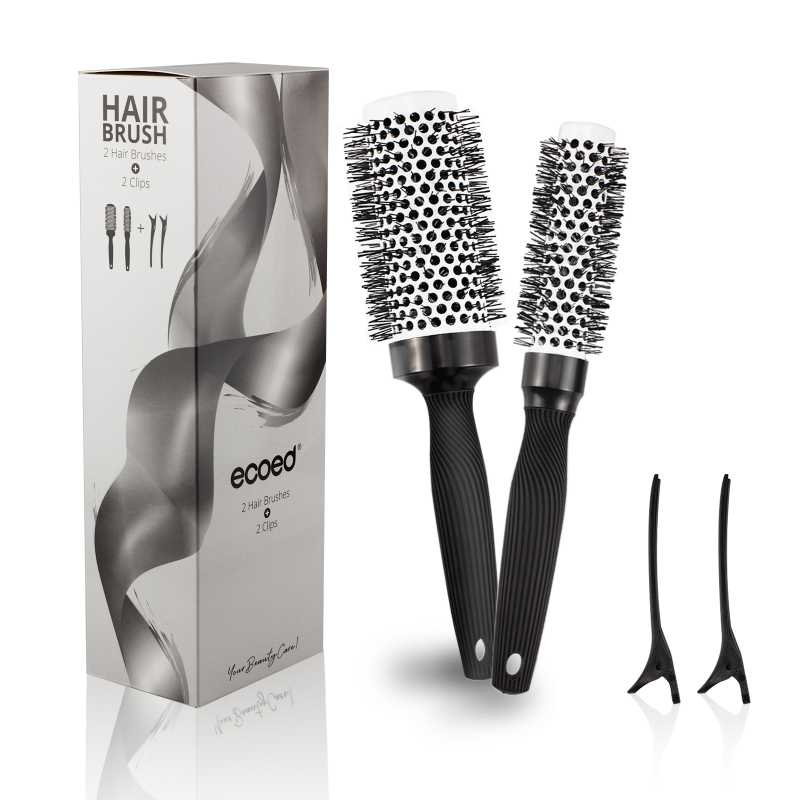 HAIR
BRUSH
2 Hair Brushes
+
2 Clips
+
ecoed®
2 Hair Brushes
+
2 Clips
Your Beauty Care!